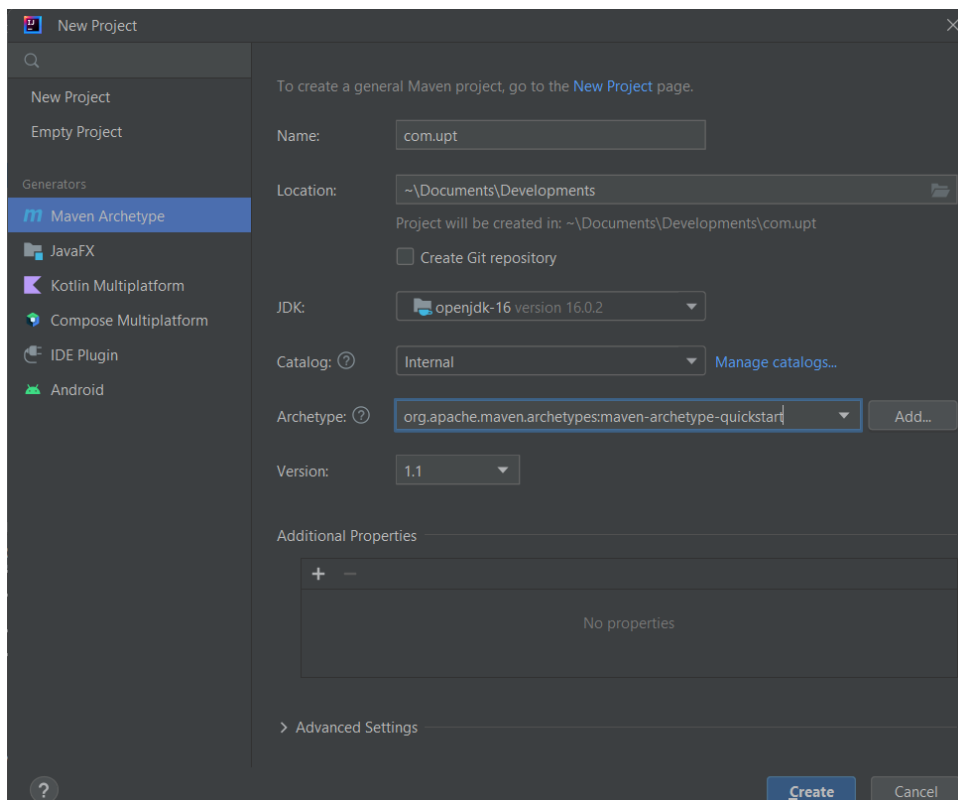 New Project
New Project
Empty Project
Generators
Maven Archetype
JavaFX
Kotlin Multiplatform
Compose Multiplatform
IDE Plugin
Android
To create a general Maven project, go to the New Project page.
Name: com.upt
Location: ~\Documents\Developments
Project will be created in: ~\Documents\Developments\com.upt
Create Git repository
JDK: openjdk-16 version 16.0.2
Catalog: ? Internal Manage catalogs...
Archetype: ? org.apache.maven.archetypes:maven-archetype-quickstart Add...
Version: 1.1
Additional Properties
No properties
Advanced Settings
? Create Cancel